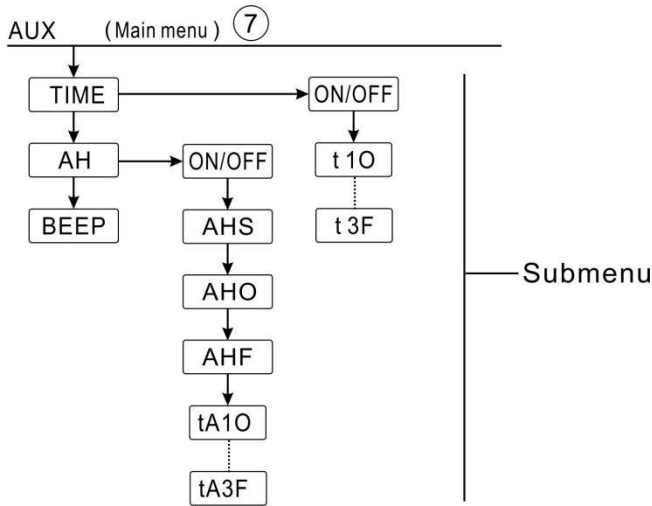 AUX (Main menu) 7
TIME ON/OFF
AH ON/OFF t 1O
BEEP AHS t 3F
AHO Submenu
AHF
tA1O
tA3F